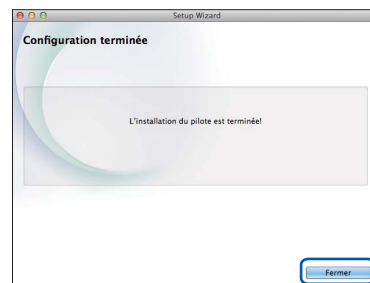 Setup Wizard
Configuration terminée
L'installation du pilote est terminée!
Fermer